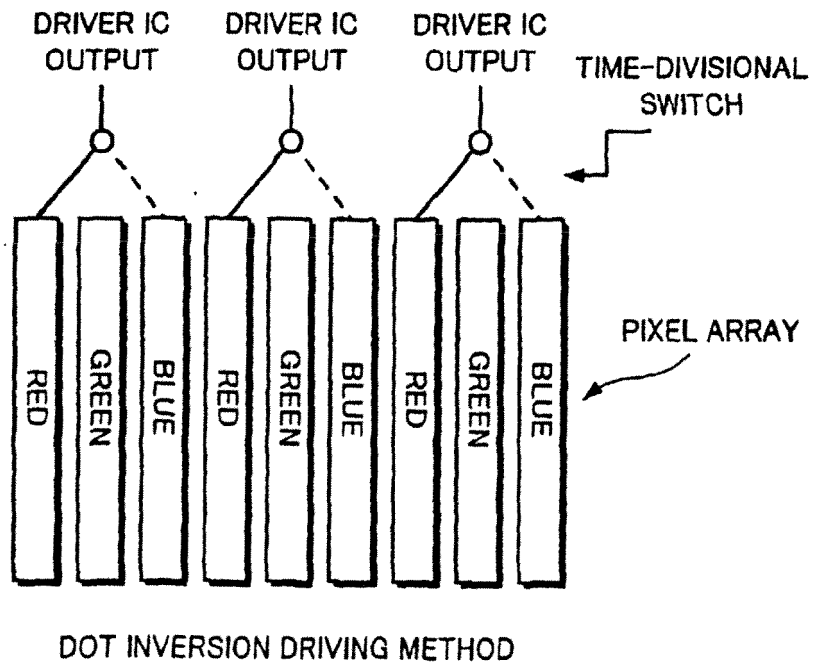 DRIVER IC
OUTPUT
DRIVER IC
OUTPUT
DRIVER IC
OUTPUT
TIME-DIVISIONAL
SWITCH
RED
GREEN
BLUE
RED
GREEN
BLUE
RED
GREEN
BLUE
PIXEL ARRAY
DOT INVERSION DRIVING METHOD